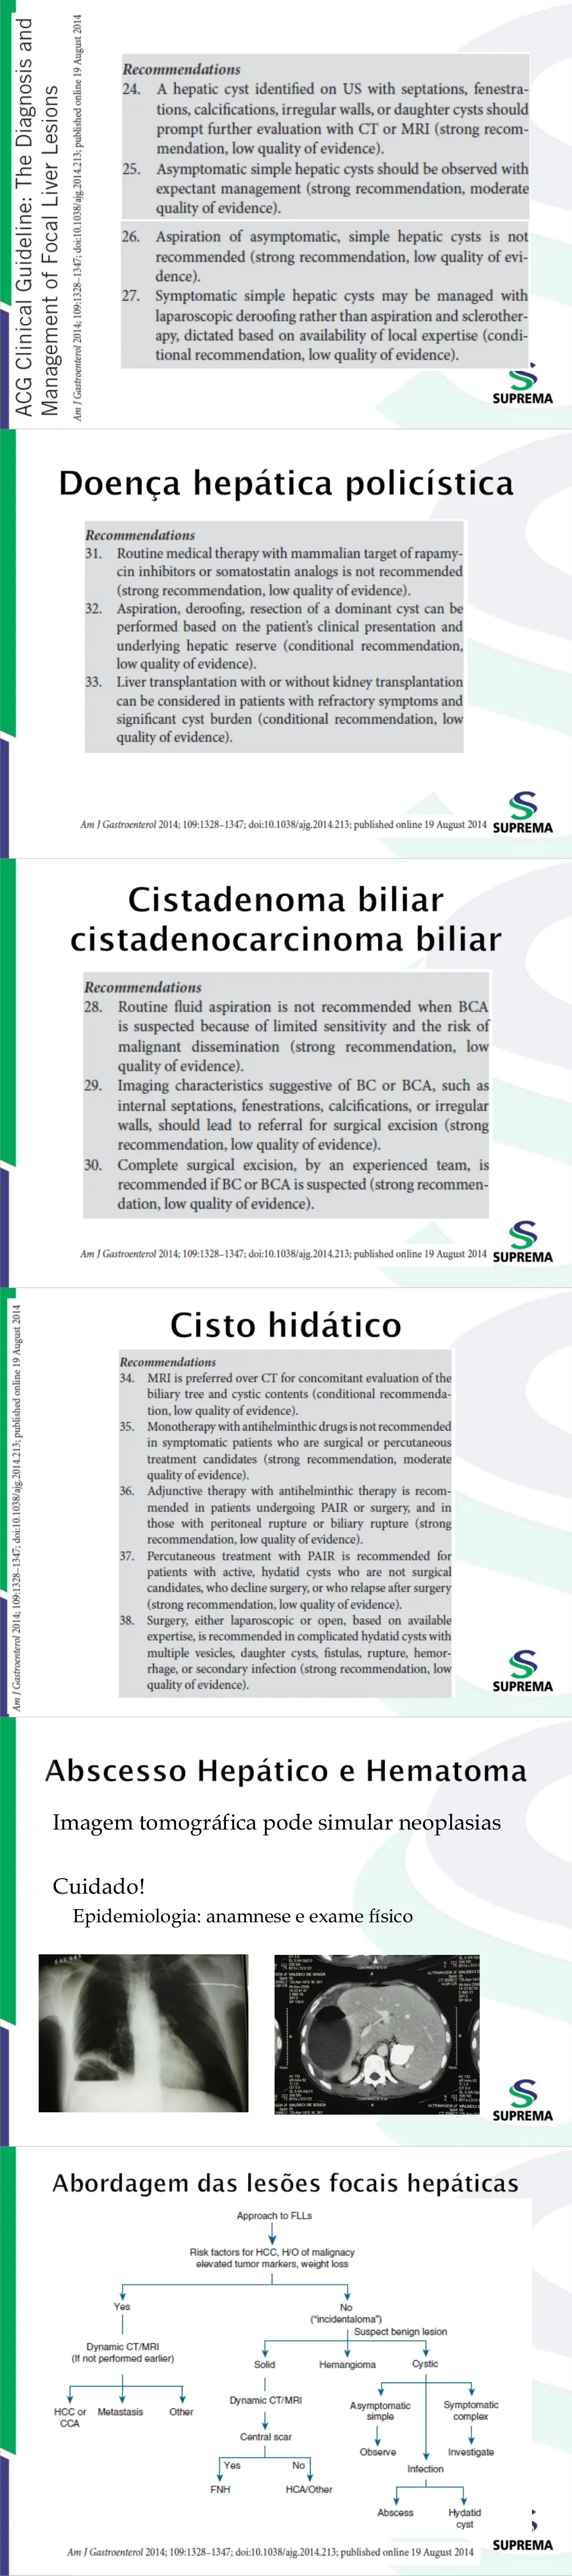 ACG Clinical Guideline: The Diagnosis and
Management of Focal Liver Lesions
Am J Gastroenterol 2014; 109:1328–1347; doi:10.1038/ajg.2014.213; published online 19 August 2014
Recommendations
24. A hepatic cyst identified on US with septations, fenestra-
tions, calcifications, irregular walls, or daughter cysts should
prompt further evaluation with CT or MRI (strong recom-
mendation, low quality of evidence).
25. Asymptomatic simple hepatic cysts should be observed with
expectant management (strong recommendation, moderate
quality of evidence).
26. Aspiration of asymptomatic, simple hepatic cysts is not
recommended (strong recommendation, low quality of evi-
dence).
27. Symptomatic simple hepatic cysts may be managed with
laparoscopic deroofing rather than aspiration and sclerother-
apy, dictated based on availability of local expertise (condi-
tional recommendation, low quality of evidence).
SUPREMA
Doença hepática policística
Recommendations
31. Routine medical therapy with mammalian target of rapamy-
cin inhibitors or somatostatin analogs is not recommended
(strong recommendation, low quality of evidence).
32. Aspiration, deroofing, resection of a dominant cyst can be
performed based on the patient's clinical presentation and
underlying hepatic reserve (conditional recommendation,
low quality of evidence).
33. Liver transplantation with or without kidney transplantation
can be considered in patients with refractory symptoms and
significant cyst burden (conditional recommendation, low
quality of evidence).
Am J Gastroenterol 2014; 109:1328–1347; doi:10.1038/ajg.2014.213; published online 19 August 2014
SUPREMA
Cistadenoma biliar
cistadenocarcinoma biliar
Recommendations
28. Routine fluid aspiration is not recommended when BCA
is suspected because of limited sensitivity and the risk of
malignant dissemination (strong recommendation, low
quality of evidence).
29. Imaging characteristics suggestive of BC or BCA, such as
internal septations, fenestrations, calcifications, or irregular
walls, should lead to referral for surgical excision (strong
recommendation, low quality of evidence).
30. Complete surgical excision, by an experienced team, is
recommended if BC or BCA is suspected (strong recommen-
dation, low quality of evidence).
Am J Gastroenterol 2014; 109:1328–1347; doi:10.1038/ajg.2014.213; published online 19 August 2014
SUPREMA
Cisto hidático
Am J Gastroenterol 2014; 109:1328–1347; doi:10.1038/ajg.2014.213; published online 19 August 2014
Recommendations
34. MRI is preferred over CT for concomitant evaluation of the
biliary tree and cystic contents (conditional recommenda-
tion, low quality of evidence).
35. Monotherapy with antihelminthic drugs is not recommended
in symptomatic patients who are surgical or percutaneous
treatment candidates (strong recommendation, moderate
quality of evidence).
36. Adjunctive therapy with antihelminthic therapy is recom-
mended in patients undergoing PAIR or surgery, and in
those with peritoneal rupture or biliary rupture (strong
recommendation, low quality of evidence).
37. Percutaneous treatment with PAIR is recommended for
patients with active, hydatid cysts who are not surgical
candidates, who decline surgery, or who relapse after surgery
(strong recommendation, low quality of evidence).
38. Surgery, either laparoscopic or open, based on available
expertise, is recommended in complicated hydatid cysts with
multiple vesicles, daughter cysts, fistulas, rupture, hemor-
rhage, or secondary infection (strong recommendation, low
quality of evidence).
SUPREMA
Abscesso Hepático e Hematoma
Imagem tomográfica pode simular neoplasias
Cuidado!
Epidemiologia: anamnese e exame físico
SUPREMA
Abordagem das lesões focais hepáticas
Approach to FLLs
Risk factors for HCC, H/O of malignacy
elevated tumor markers, weight loss
Yes
No
("incidentaloma")
Suspect benign lesion
Dynamic CT/MRI
(If not performed earlier)
Solid
Hemangioma
Cystic
HCC or
CCA
Metastasis
Other
Dynamic CT/MRI
Asymptomatic
simple
Symptomatic
complex
Central scar
Observe
Investigate
Yes
No
Infection
FNH
HCA/Other
Abscess
Hydatid
cyst
Am J Gastroenterol 2014; 109:1328–1347; doi:10.1038/ajg.2014.213; published online 19 August 2014
SUPREMA